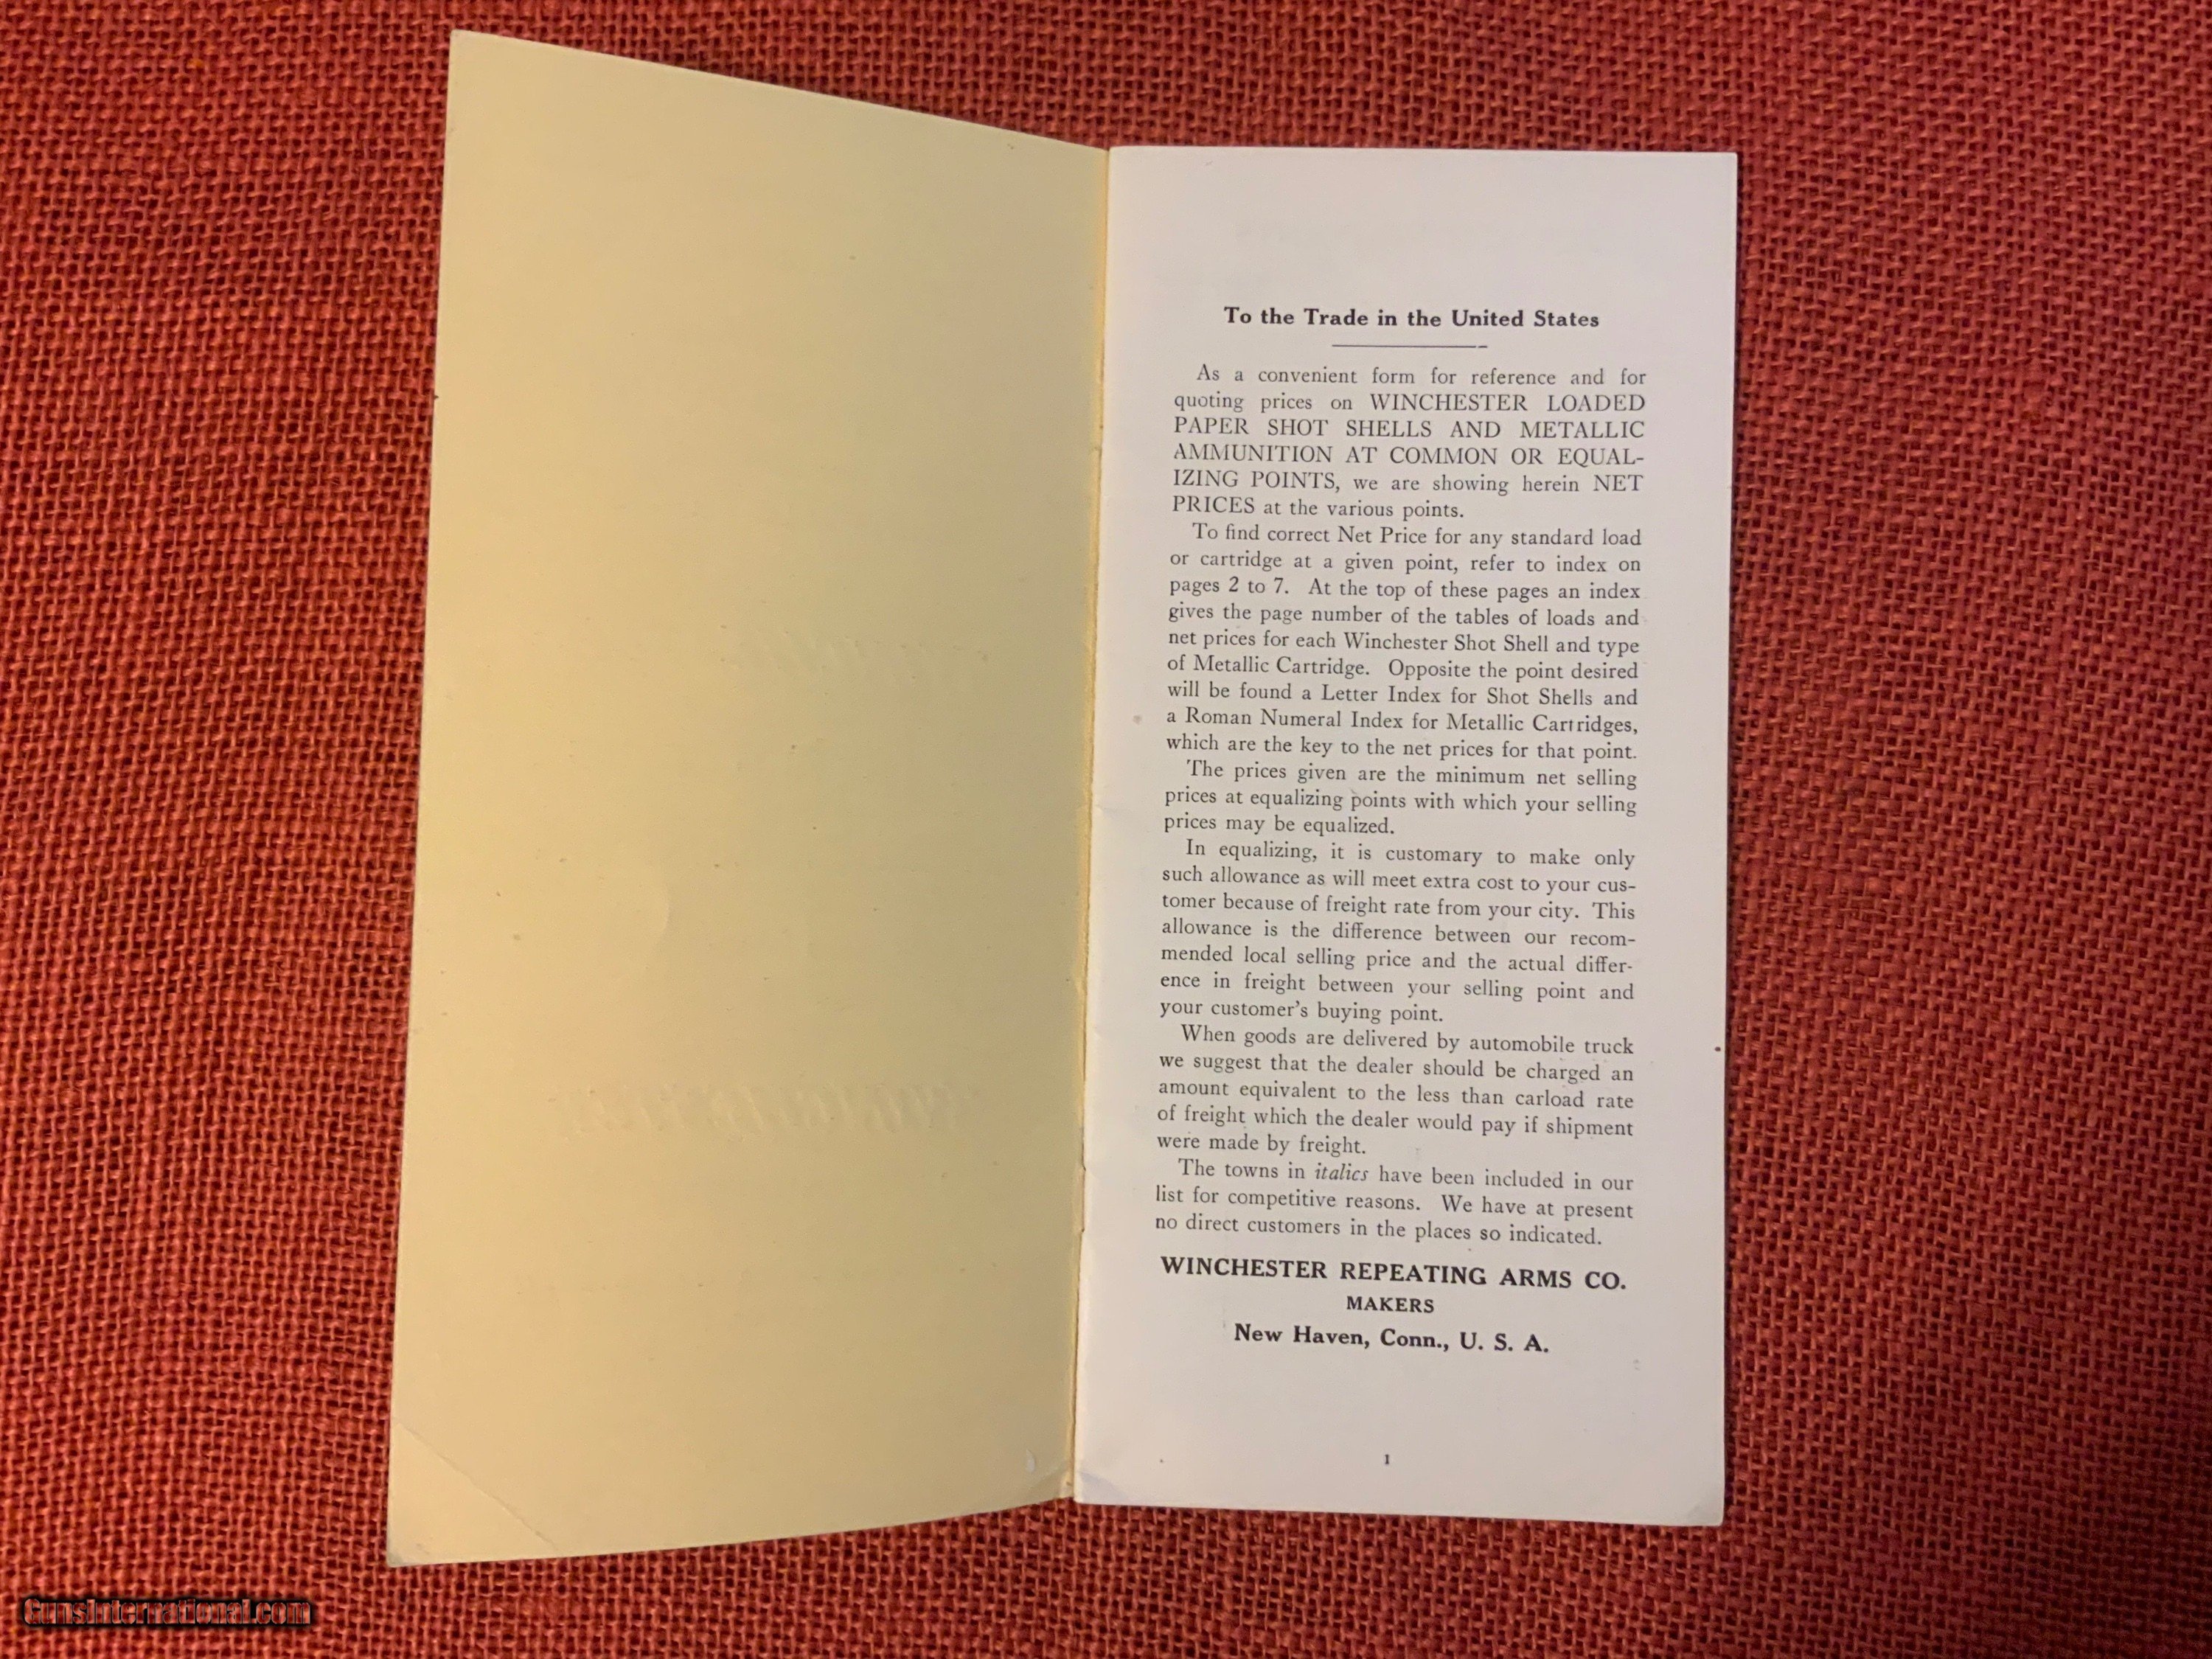 To the Trade in the United States
As a convenient form for reference and for
quoting prices on WINCHESTER LOADED
PAPER SHOT SHELLS AND METALLIC
AMMUNITION AT COMMON OR EQUAL-
IZING POINTS, we are showing herein NET
PRICES at the various points.
To find correct Net Price for any standard load
or cartridge at a given point, refer to index on
pages 2 to 7. At the top of these pages an index
gives the page number of the tables of loads and
net prices for each Winchester Shot Shell and type
of Metallic Cartridge. Opposite the point desired
will be found a Letter Index for Shot Shells and
a Roman Numeral Index for Metallic Cartridges,
which are the key to the net prices for that point.
The prices given are the minimum net selling
prices at equalizing points with which your selling
prices may be equalized.
In equalizing, it is customary to make only
such allowance as will meet extra cost to your cus-
tomer because of freight rate from your city. This
allowance is the difference between our recom-
mended local selling price and the actual differ-
ence in freight between your selling point and
your customer's buying point.
When goods are delivered by automobile truck
we suggest that the dealer should be charged an
amount equivalent to the less than carload rate
of freight which the dealer would pay if shipment
were made by freight.
The towns in italics have been included in our
list for competitive reasons. We have at present
no direct customers in the places so indicated.
WINCHESTER REPEATING ARMS CO.
MAKERS
New Haven, Conn., U. S. A.
1
GunsInternational.com